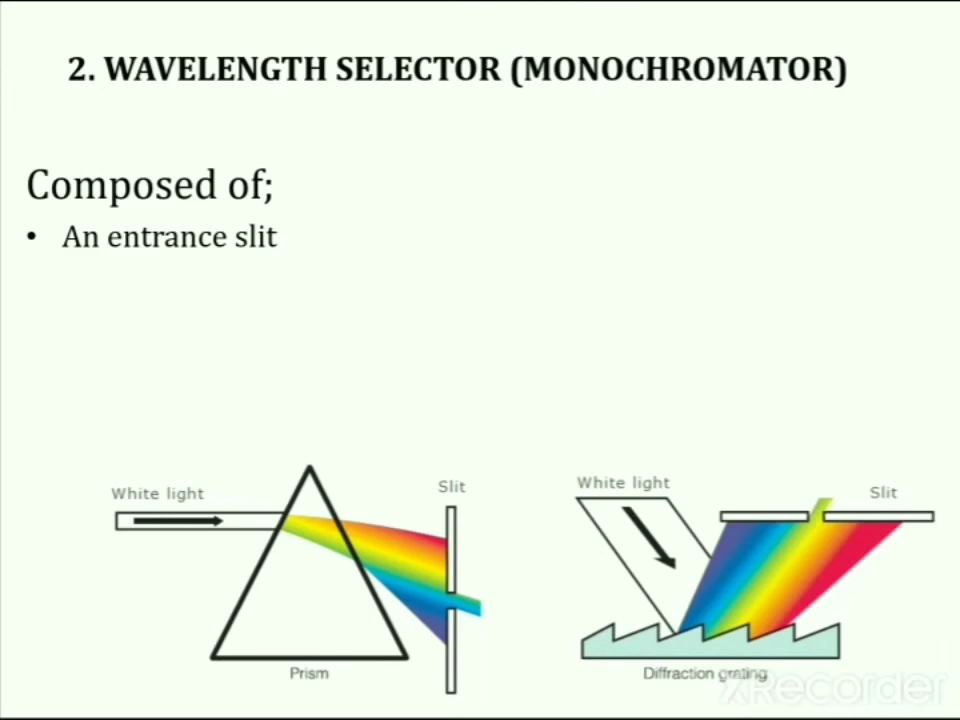 2. WAVELENGTH SELECTOR (MONOCHROMATOR)
Composed of;
• An entrance slit
White light
Slit
Prism
White light
Slit
Diffraction grating
XRecorder